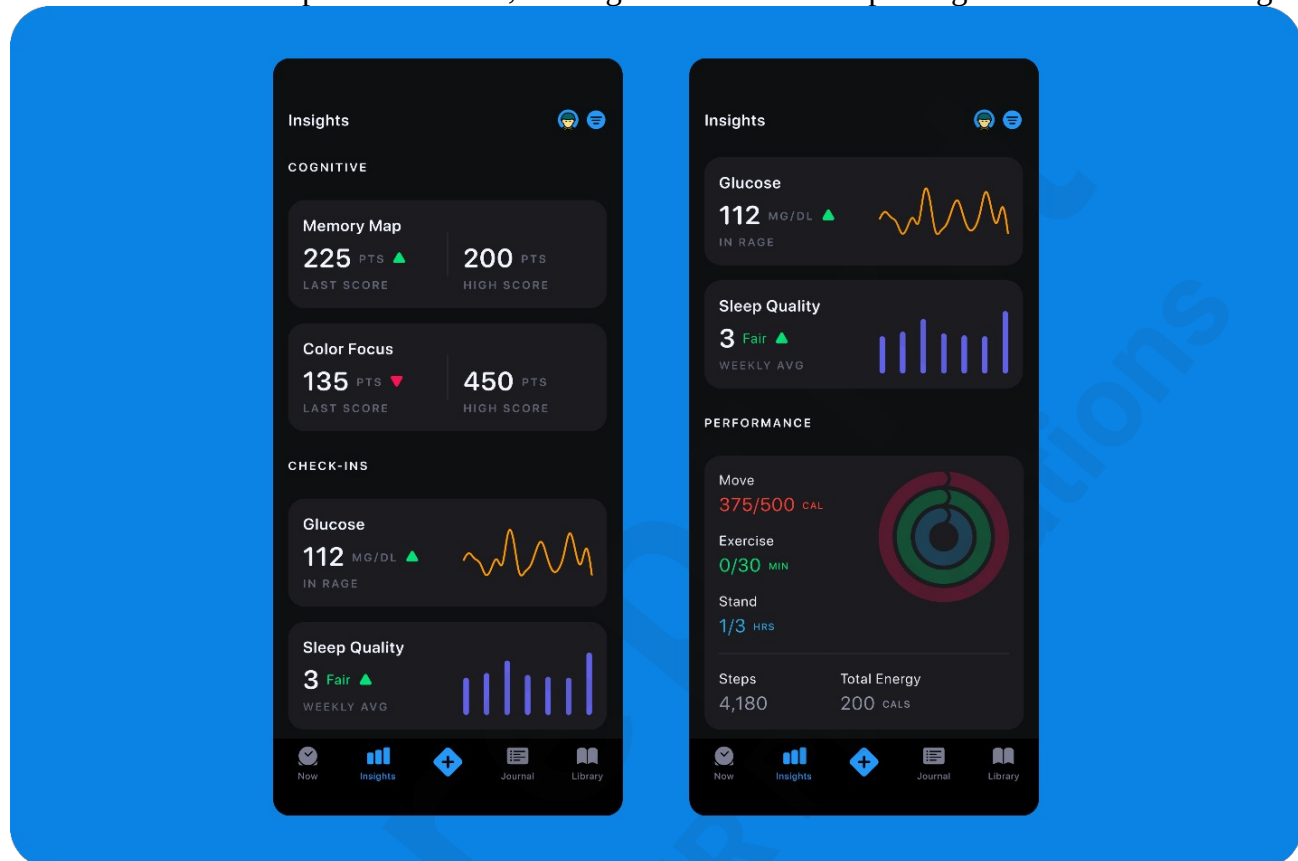 Insights
COGNITIVE
Memory Map
225 PTS
LAST SCORE
200 PTS
HIGH SCORE
Color Focus
135 PTS
LAST SCORE
450 PTS
HIGH SCORE
CHECK-INS
Glucose
112 MG/DL
IN RAGE
Sleep Quality
3 Fair
WEEKLY AVG
Now
Insights
Journal
Library
Insights
Glucose
112 MG/DL
IN RAGE
Sleep Quality
3 Fair
WEEKLY AVG
PERFORMANCE
Move
375/500 CAL
Exercise
0/30 MIN
Stand
1/3 HRS
Steps
4,180
Total Energy
200 CALS
Now
Insights
Journal
Library